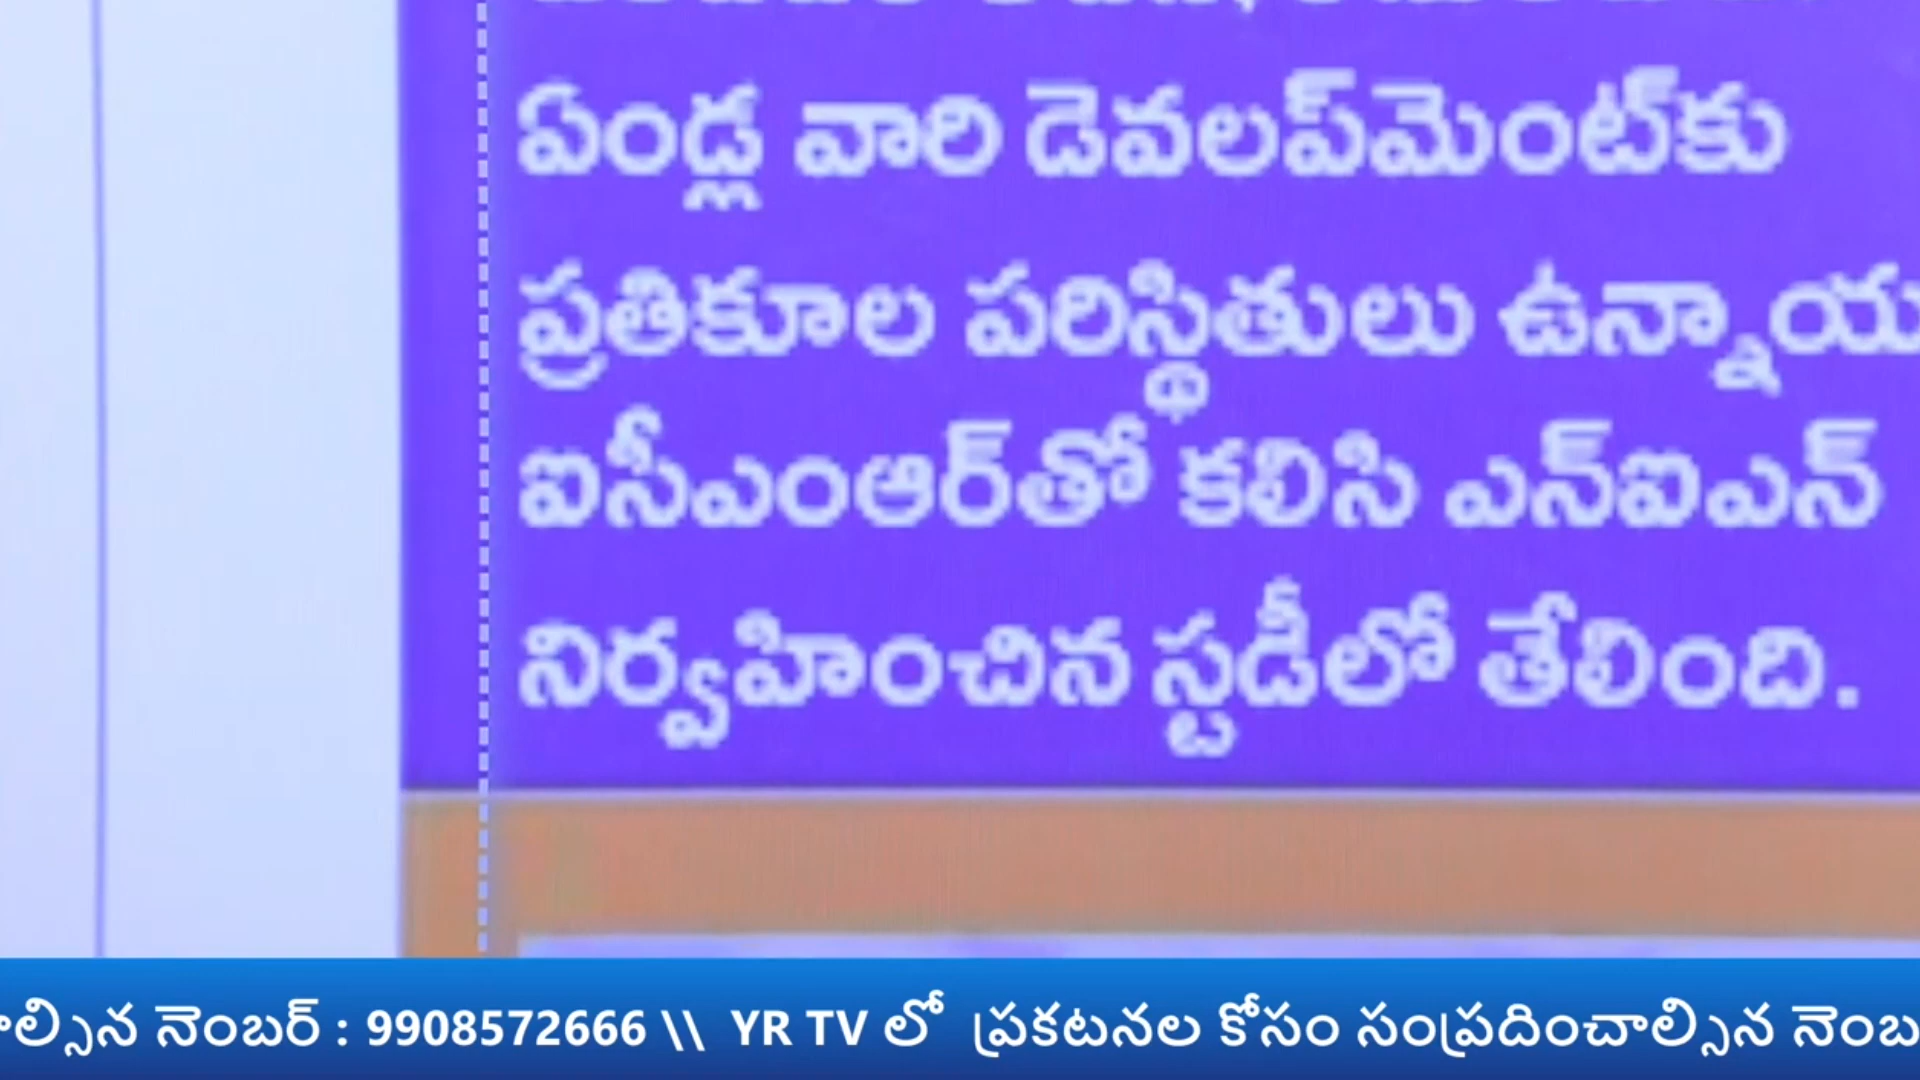 ఏండ్ల వారి డెవలప్‌మెంట్‌కు
ప్రతికూల పరిస్థితులు ఉన్నాయ
ఐసీఎంఆర్‌తో కలిసి ఎన్ఐఎన్
నిర్వహించిన స్టడీలో తేలింది.
ాల్సిన నెంబర్ : 9908572666 \\ YR TV లో ప్రకటనల కోసం సంప్రదించాల్సిన నెంబ